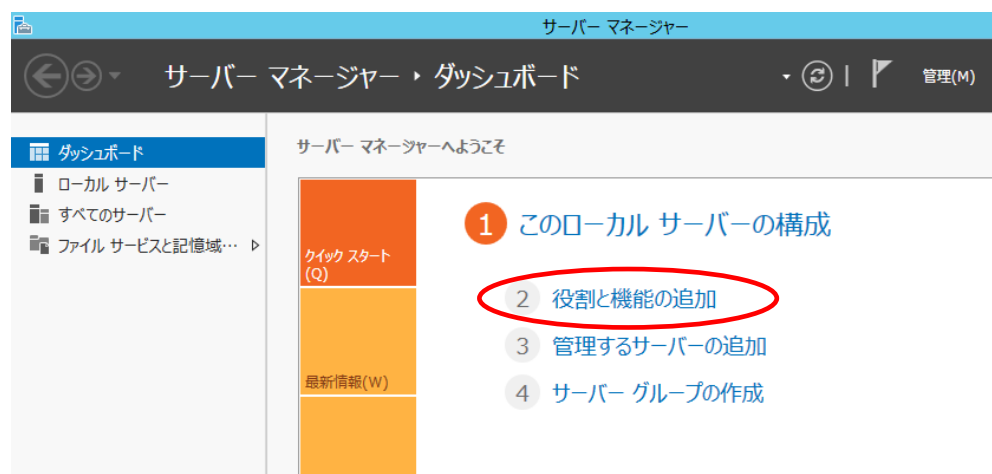 サーバー マネージャー
サーバー マネージャー ・ ダッシュボード
管理(M)
ダッシュボード
ローカル サーバー
すべてのサーバー
ファイル サービスと記憶域…
サーバー マネージャーへようこそ
クイック スタート
(Q)
最新情報(W)
1 このローカル サーバーの構成
2 役割と機能の追加
3 管理するサーバーの追加
4 サーバー グループの作成